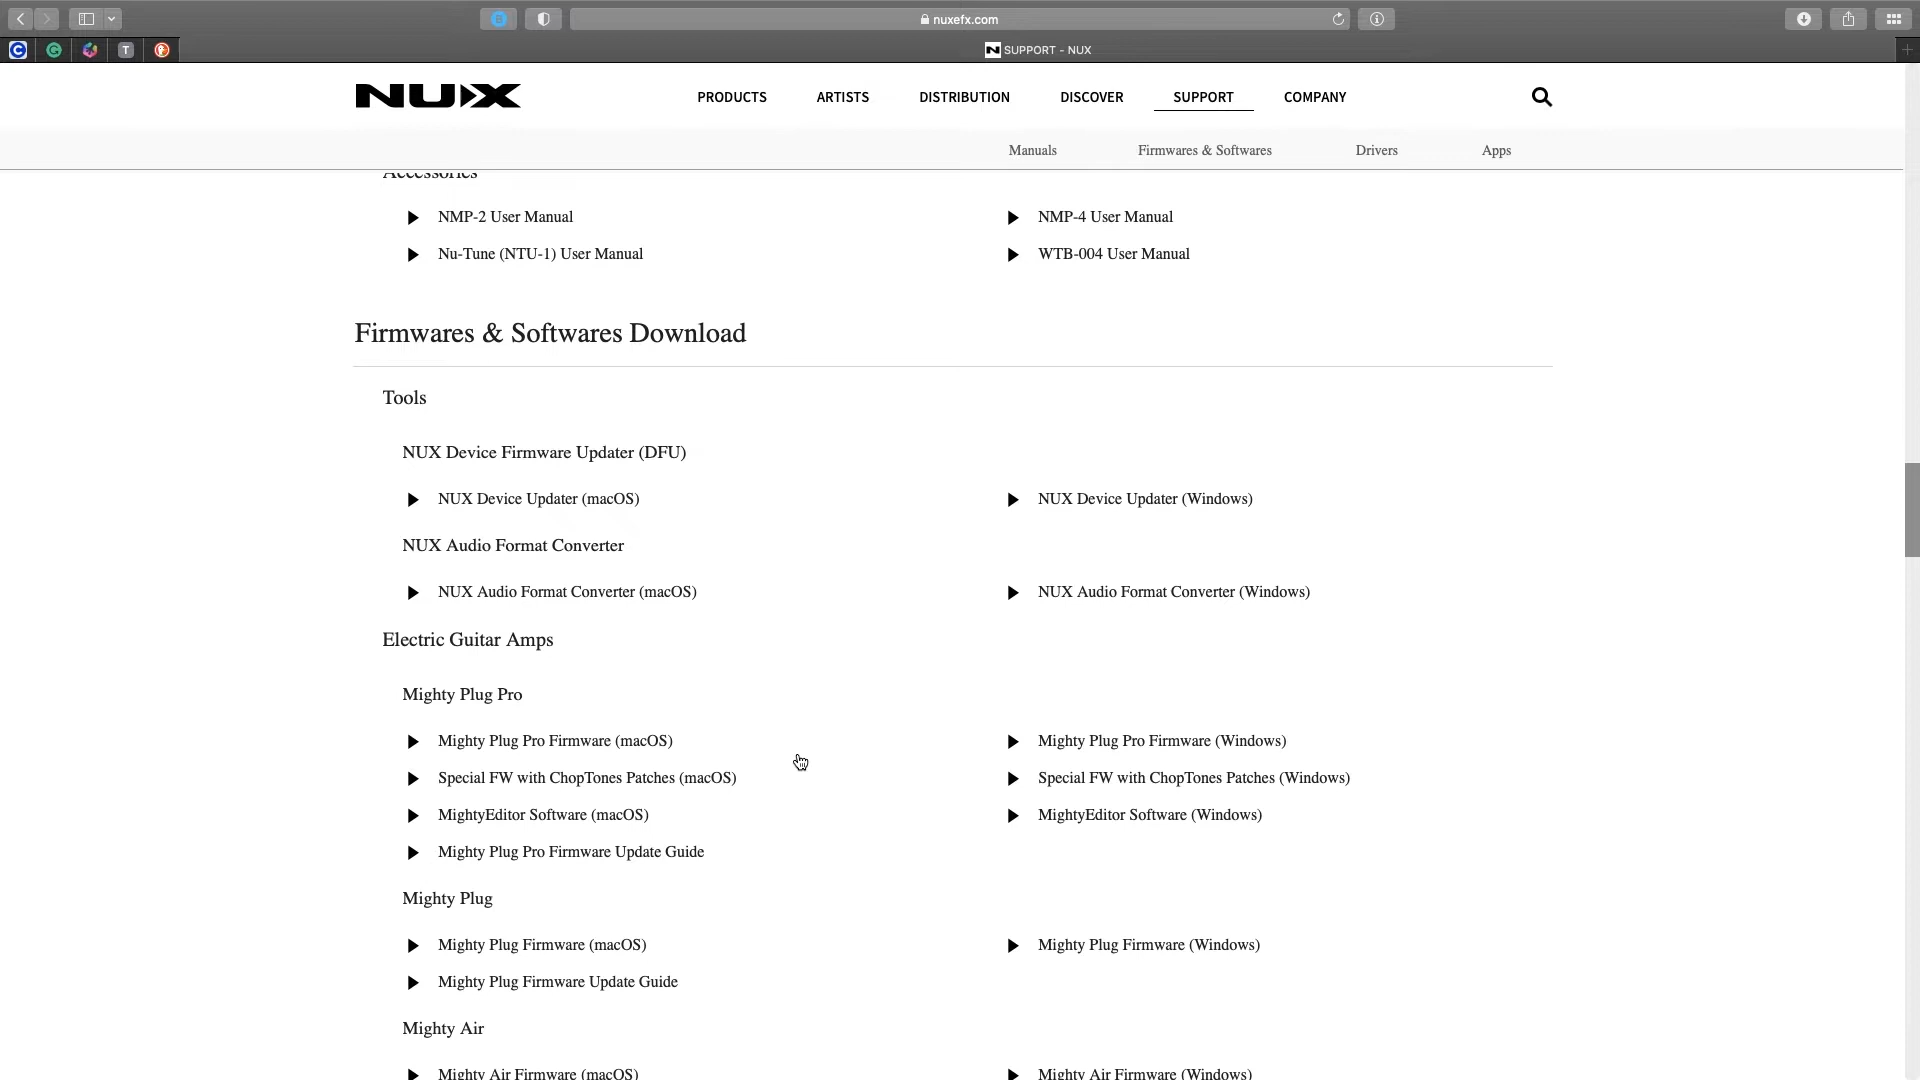 nuxefx.com
T
SUPPORT - NUX
NUX
PRODUCTS
ARTISTS
DISTRIBUTION
DISCOVER
SUPPORT
COMPANY
Manuals
Firmwares & Softwares
Drivers
Apps
Accessories
NMP-2 User Manual
NMP-4 User Manual
Nu-Tune (NTU-1) User Manual
WTB-004 User Manual
Firmwares & Softwares Download
Tools
NUX Device Firmware Updater (DFU)
NUX Device Updater (macOS)
NUX Device Updater (Windows)
NUX Audio Format Converter
NUX Audio Format Converter (macOS)
NUX Audio Format Converter (Windows)
Electric Guitar Amps
Mighty Plug Pro
Mighty Plug Pro Firmware (macOS)
Mighty Plug Pro Firmware (Windows)
Special FW with ChopTones Patches (macOS)
Special FW with ChopTones Patches (Windows)
MightyEditor Software (macOS)
MightyEditor Software (Windows)
Mighty Plug Pro Firmware Update Guide
Mighty Plug
Mighty Plug Firmware (macOS)
Mighty Plug Firmware (Windows)
Mighty Plug Firmware Update Guide
Mighty Air
Mighty Air Firmware (macOS)
Mighty Air Firmware (Windows)